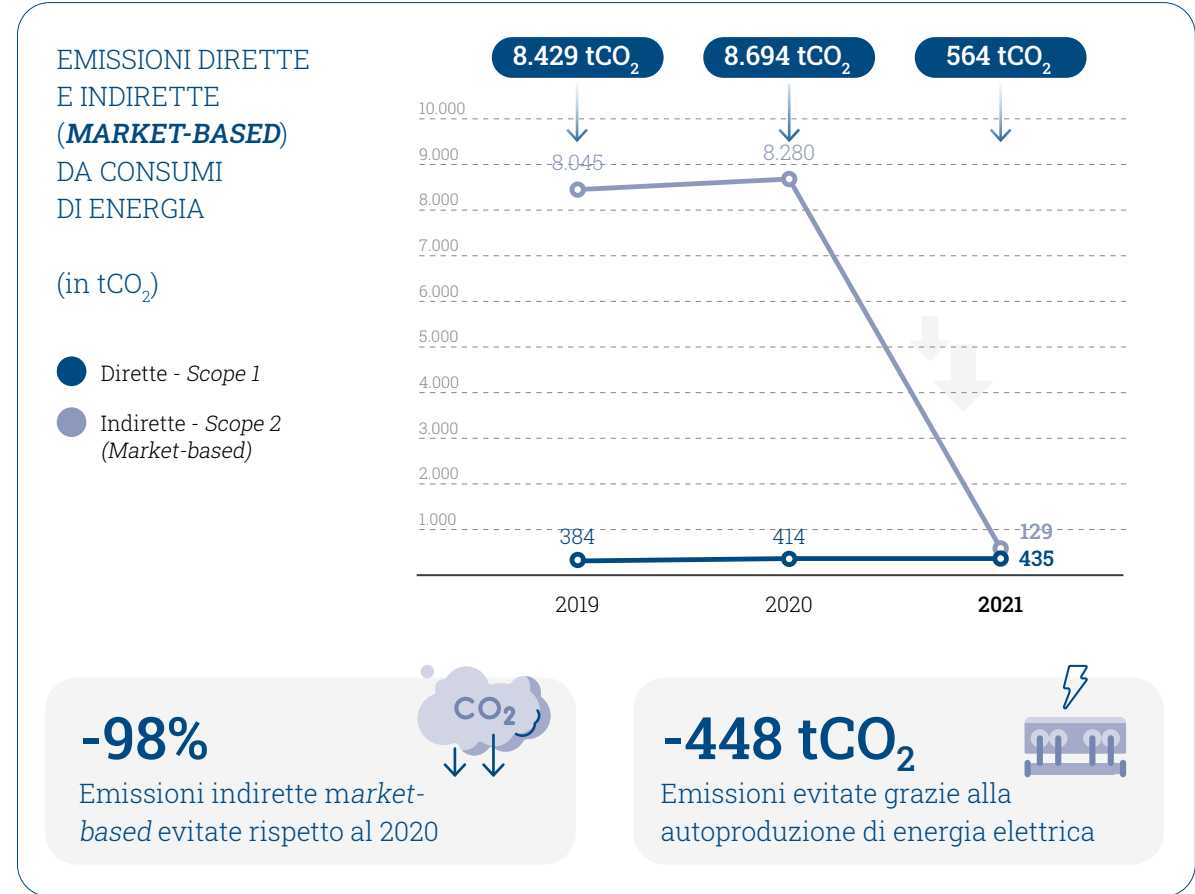 EMISSIONI DIRETTE
E INDIRETTE
(MARKET-BASED)
DA CONSUMI
DI ENERGIA
(in tCO2)
Dirette - Scope 1
Indirette - Scope 2
(Market-based)
8.429 tCO2
8.694 tCO2
564 tCO2
10.000
9.000
8.000
7.000
6.000
5.000
4.000
3.000
2.000
1.000
8.045
8.280
129
384
414
435
2019
2020
2021
-98%
Emissioni indirette market-
based evitate rispetto al 2020
CO2
-448 tCO2
Emissioni evitate grazie alla
autoproduzione di energia elettrica